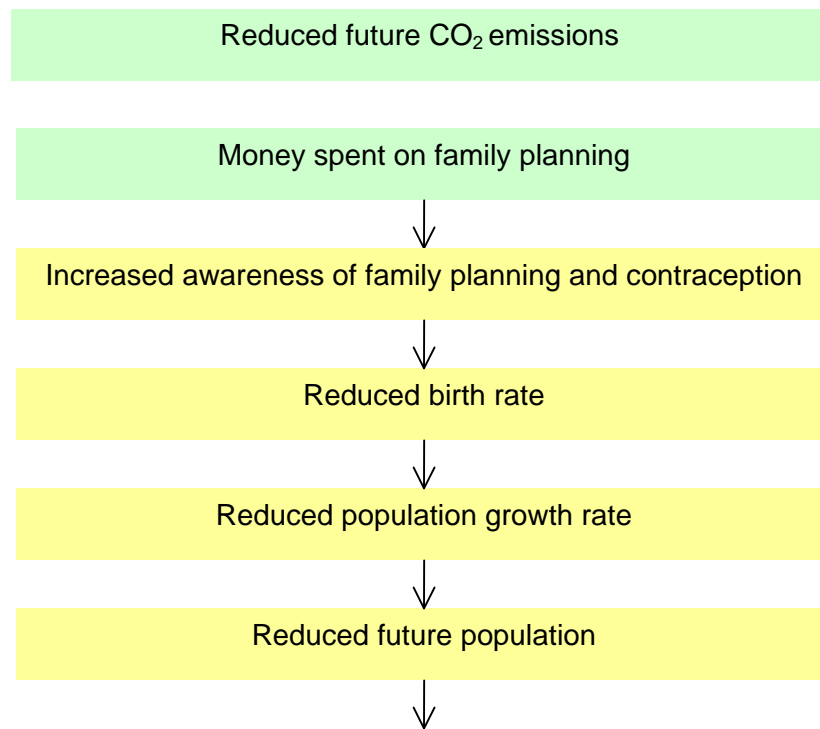 Reduced future CO₂ emissions
Money spent on family planning
Increased awareness of family planning and contraception
Reduced birth rate
Reduced population growth rate
Reduced future population